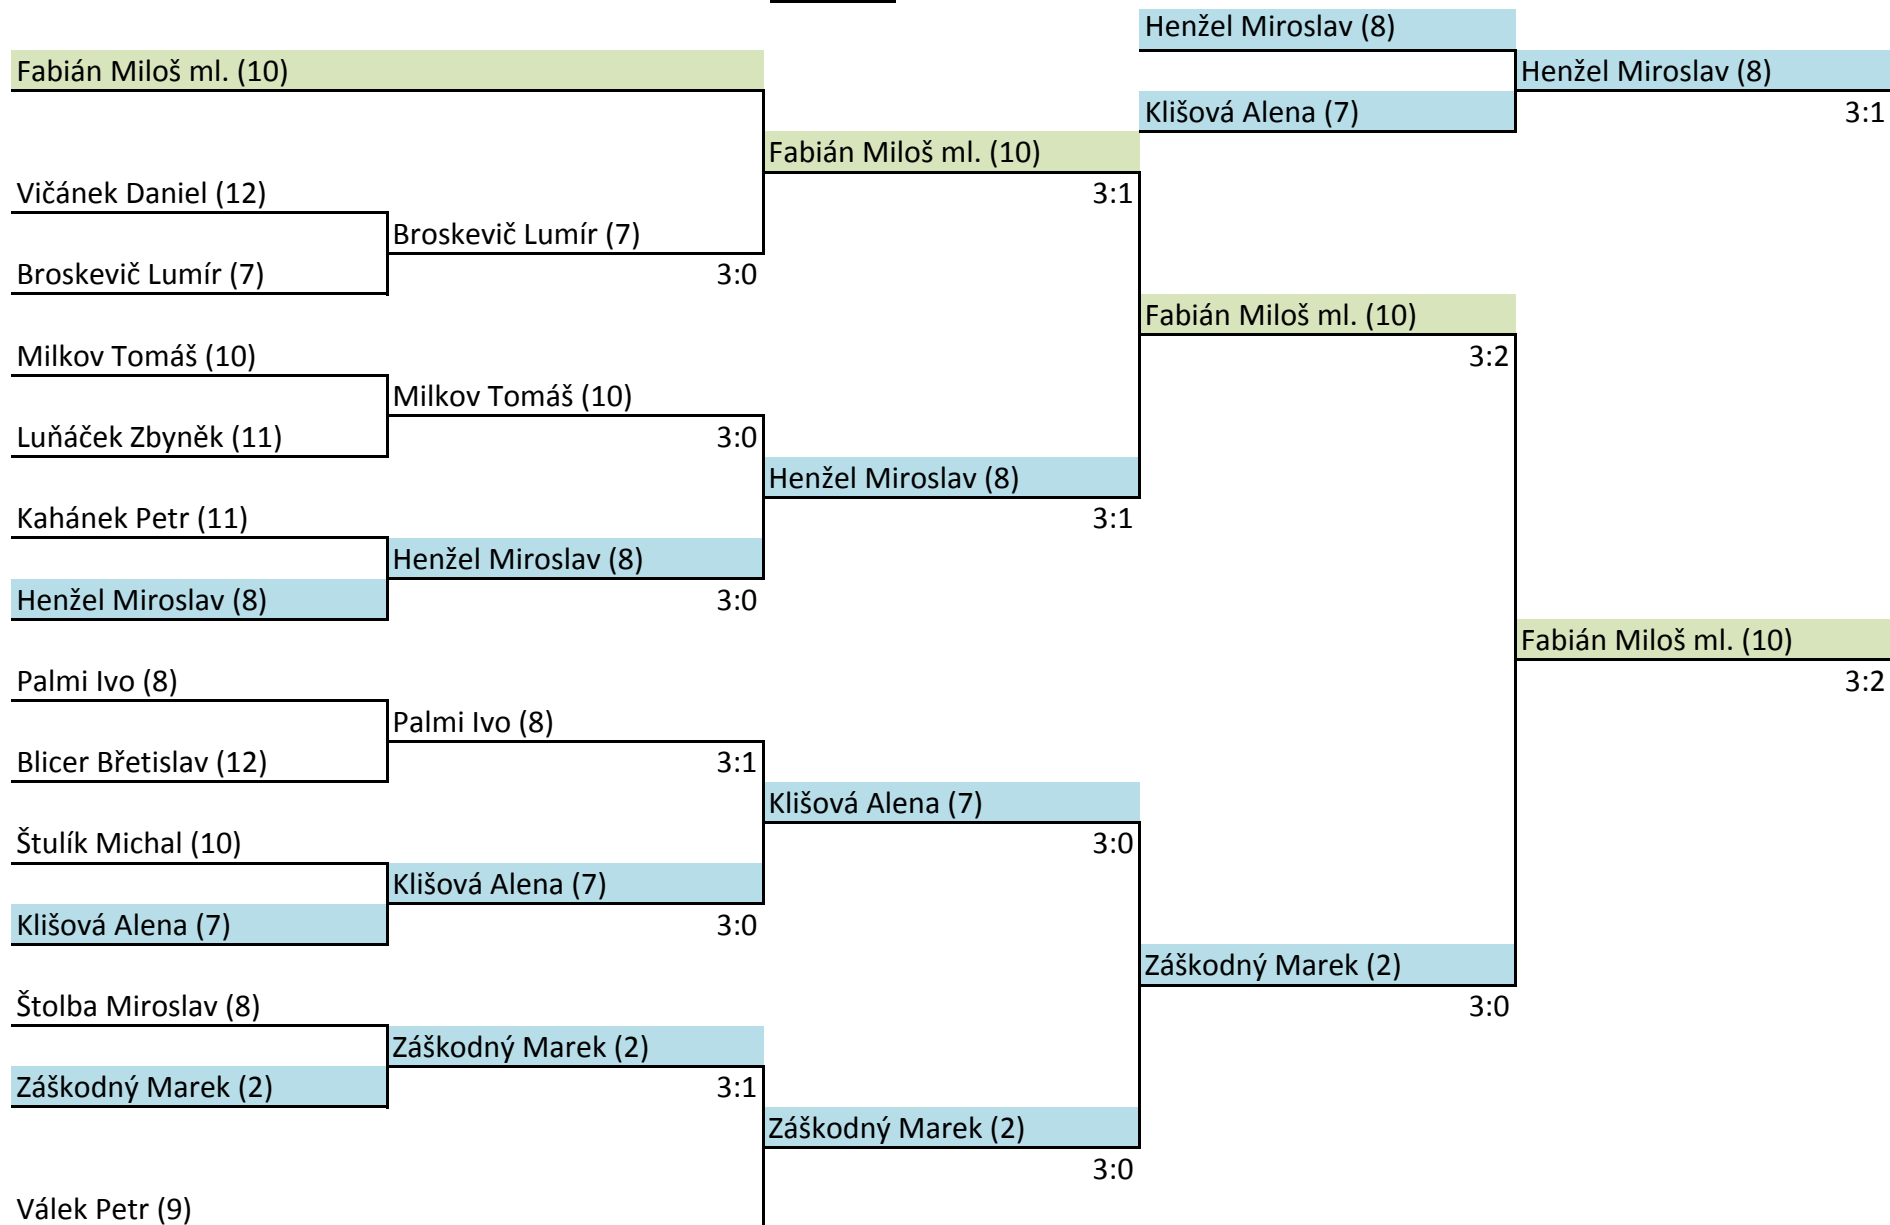 Henžel Miroslav (8)
Fabián Miloš ml. (10)
Henžel Miroslav (8)
Klišová Alena (7)
3:1
Fabián Miloš ml. (10)
Vičánek Daniel (12)
3:1
Broskevič Lumír (7)
Broskevič Lumír (7)
3:0
Fabián Miloš ml. (10)
Milkov Tomáš (10)
3:2
Milkov Tomáš (10)
Luňáček Zbyněk (11)
3:0
Henžel Miroslav (8)
Kahánek Petr (11)
3:1
Henžel Miroslav (8)
Henžel Miroslav (8)
3:0
Fabián Miloš ml. (10)
Palmi Ivo (8)
3:2
Palmi Ivo (8)
Blicer Břetislav (12)
3:1
Klišová Alena (7)
Štulík Michal (10)
3:0
Klišová Alena (7)
Klišová Alena (7)
3:0
Záškodný Marek (2)
Štolba Miroslav (8)
3:0
Záškodný Marek (2)
Záškodný Marek (2)
3:1
Záškodný Marek (2)
3:0
Válek Petr (9)